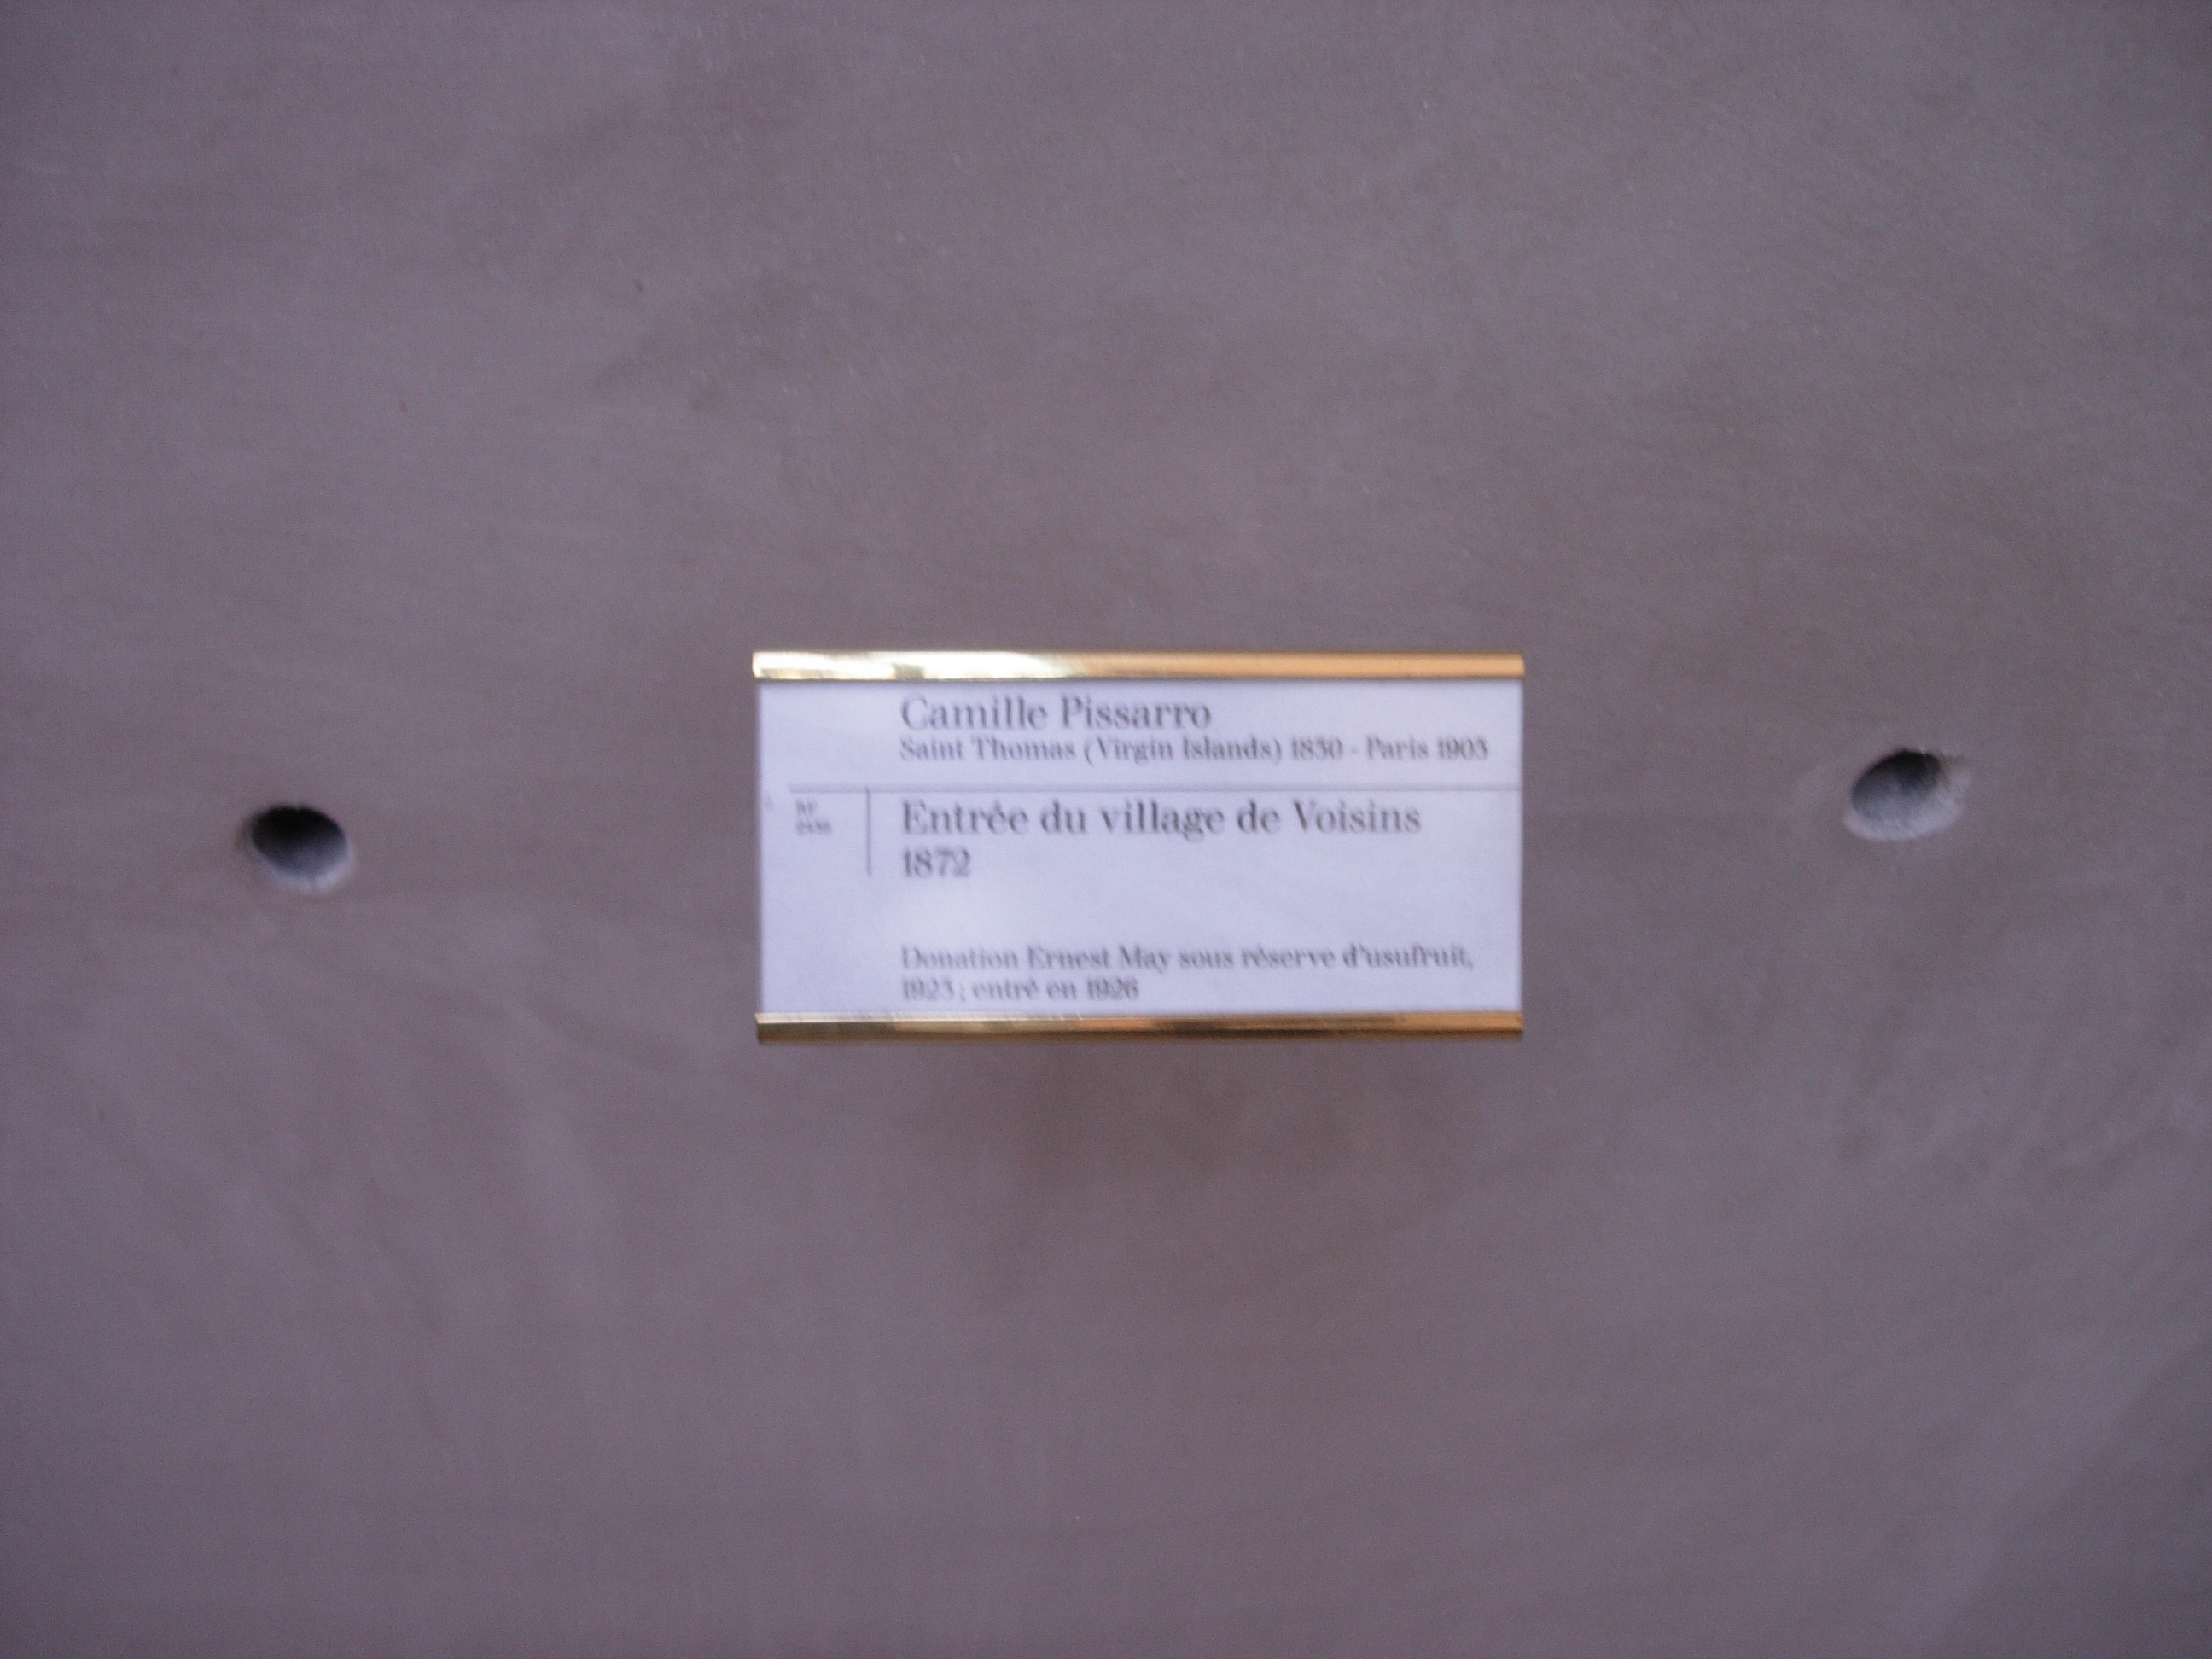 Camille Pissarro
Saint Thomas (Virgin Islands) 1830 - Paris 1903
RF
Entrée du village de Voisins
1872
Donation Ernest May sous réserve d'usufruit,
1923; entré en 1926